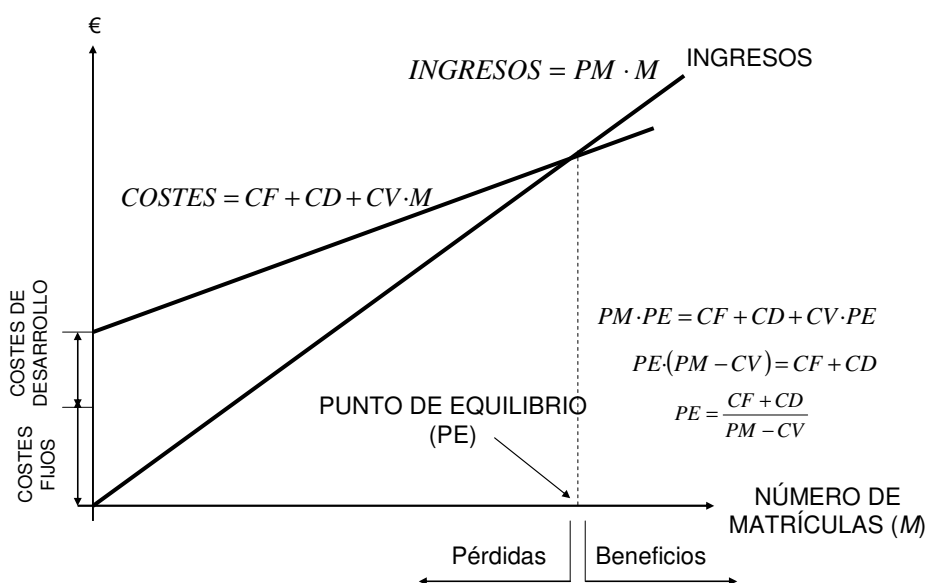 €
INGRESOS = PM · M
INGRESOS
COSTES = CF + CD + CV·M
COSTES DE
DESARROLLO
COSTES
FIJOS
PM·PE = CF + CD + CV·PE
PE·(PM − CV) = CF + CD
PE = \frac{CF + CD}{PM − CV}
PUNTO DE EQUILIBRIO
(PE)
NÚMERO DE
MATRÍCULAS (M)
Pérdidas
Beneficios